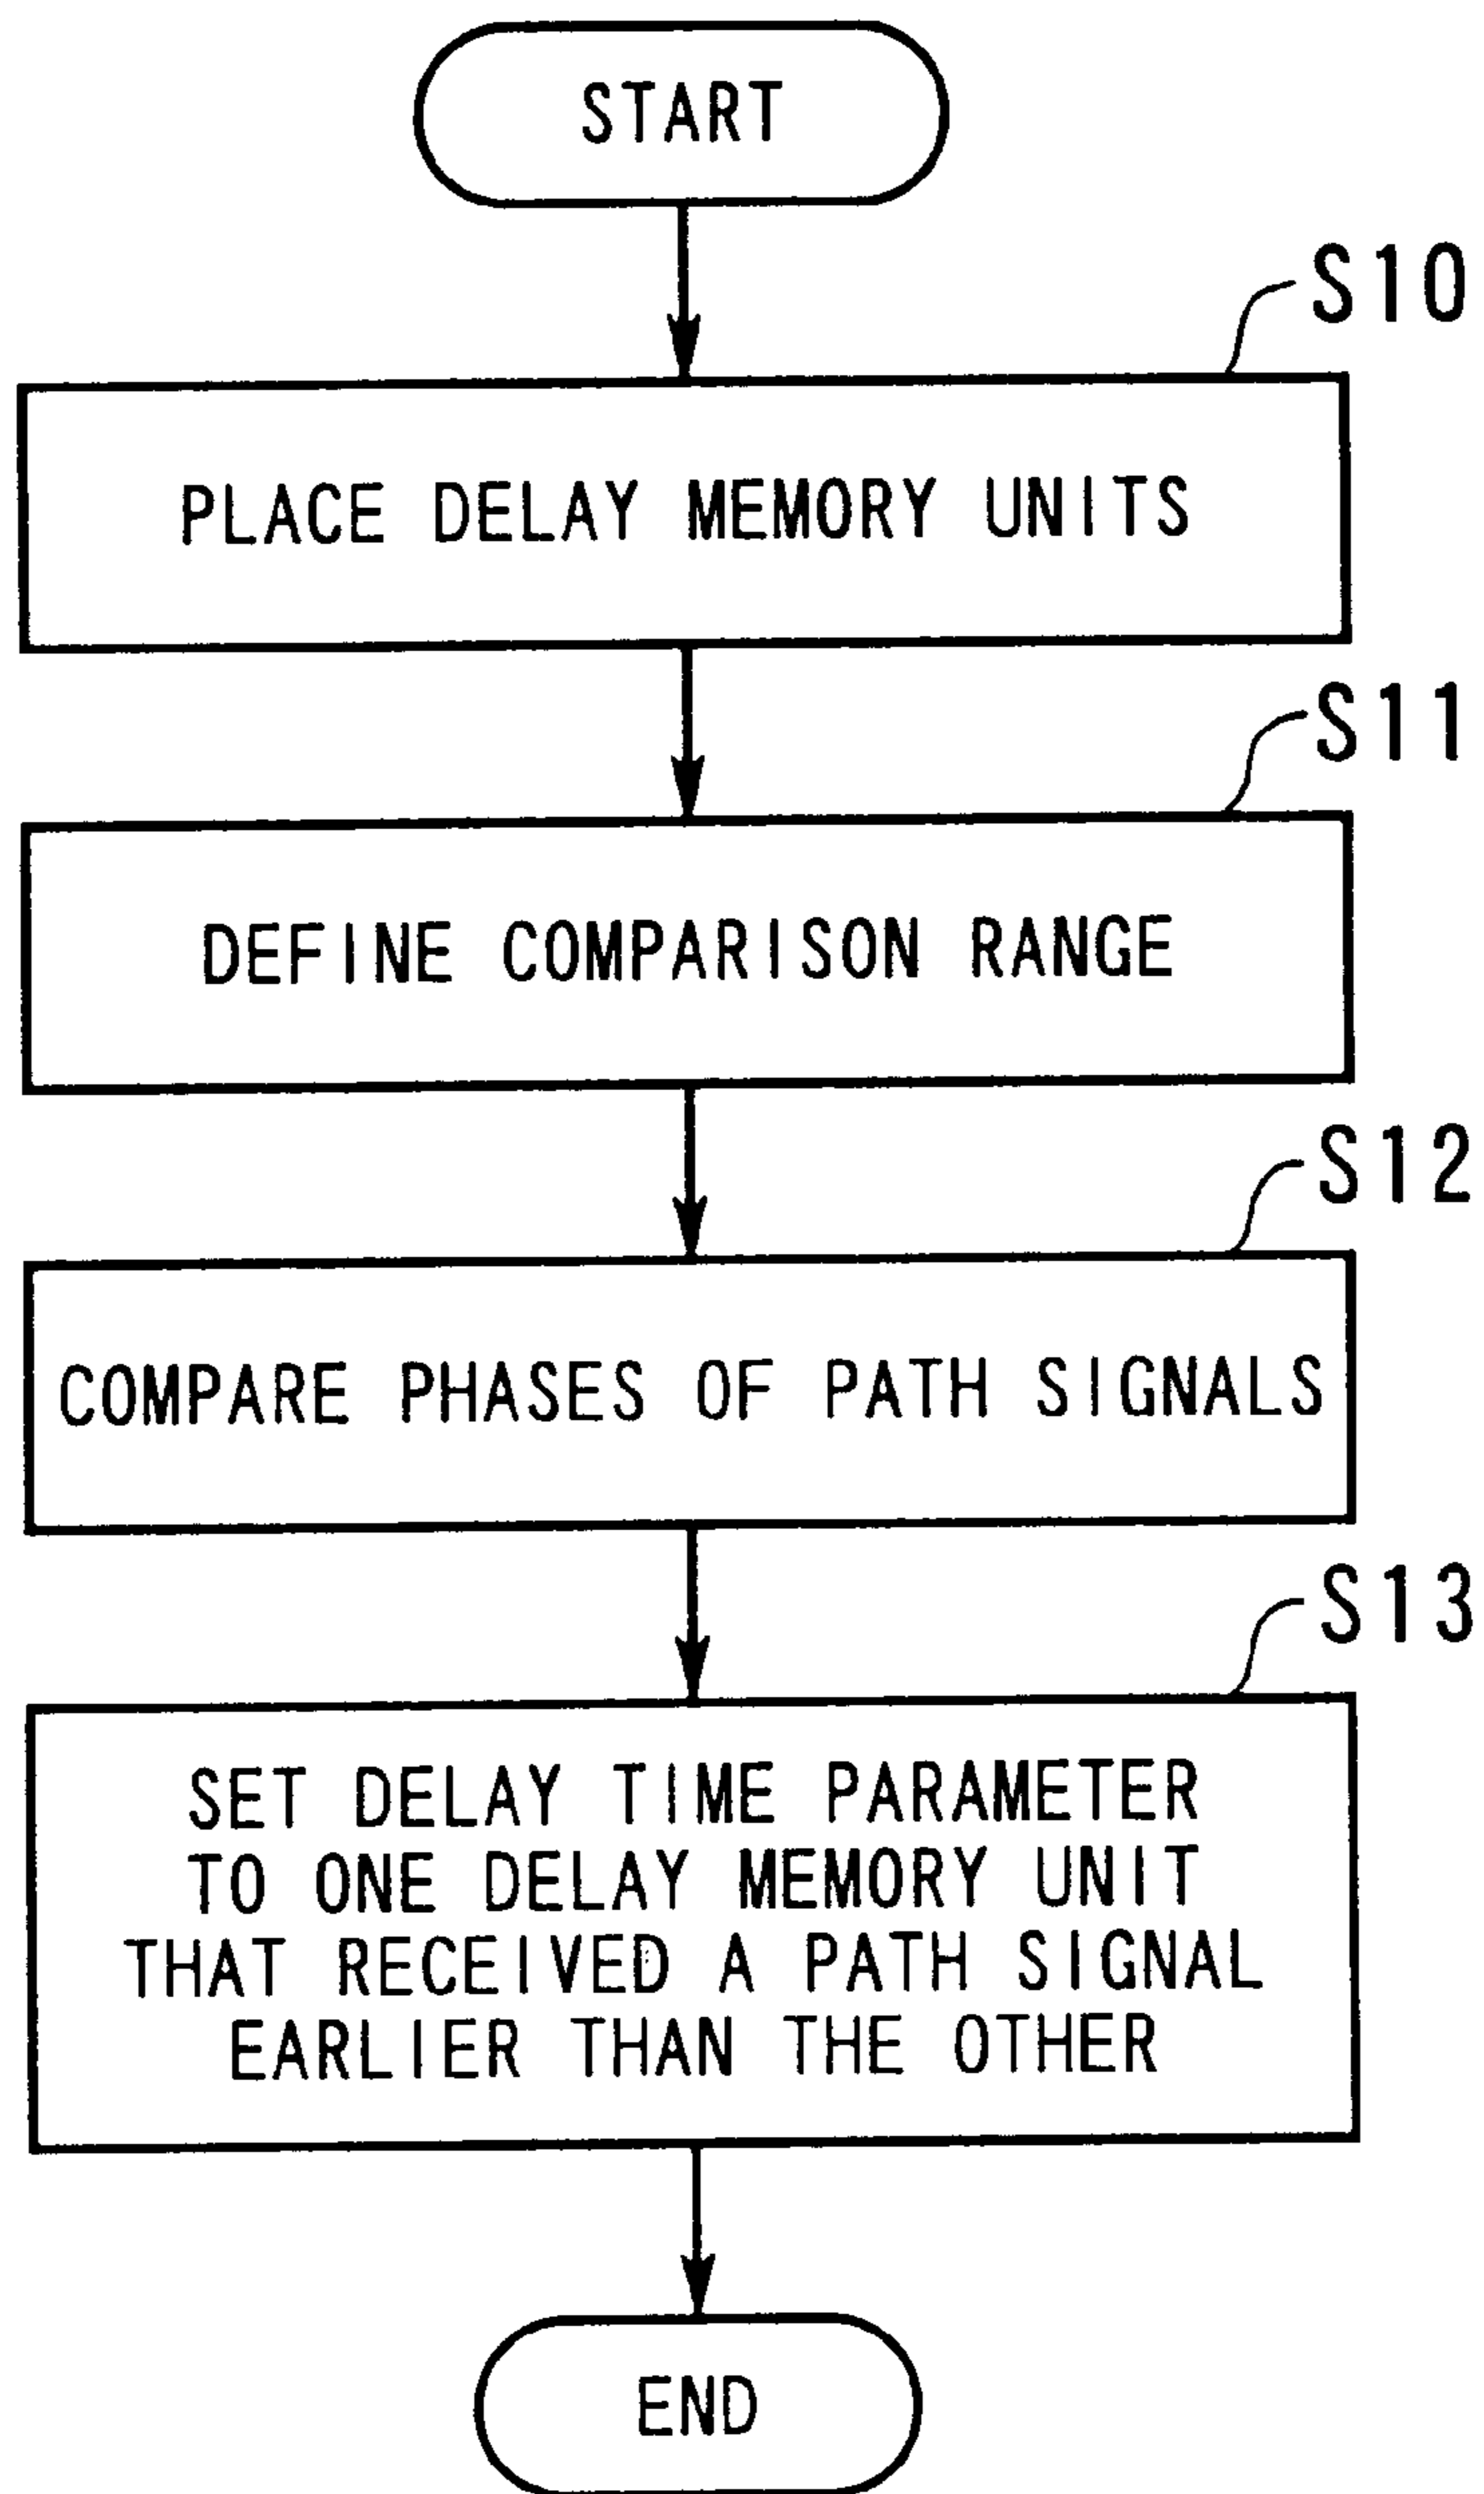 START
S10
PLACE DELAY MEMORY UNITS
S11
DEFINE COMPARISON RANGE
S12
COMPARE PHASES OF PATH SIGNALS
S13
SET DELAY TIME PARAMETER
TO ONE DELAY MEMORY UNIT
THAT RECEIVED A PATH SIGNAL
EARLIER THAN THE OTHER
END